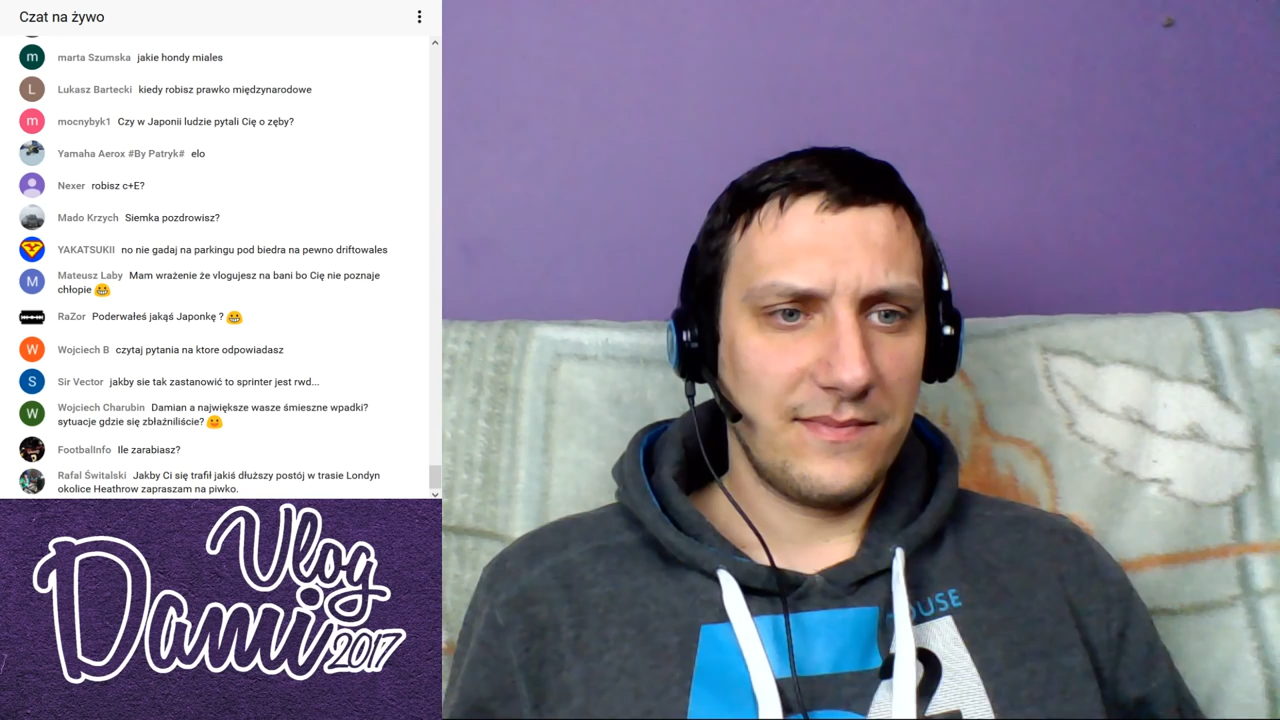 Czat na żywo
m marta Szumska jakie hondy miales
L Lukasz Bartecki kiedy robisz prawko międzynarodowe
m mocnybyk1 Czy w Japonii ludzie pytali Cię o zęby?
Yamaha Aerox #By Patryk# elo
Nexer robisz c+E?
Mado Krzych Siemka pozdrowisz?
YAKATSUKII no nie gadaj na parkingu pod biedra na pewno driftowales
M Mateusz Laby Mam wrażenie że vlogujesz na bani bo Cię nie poznaje
chłopie
RaZor Poderwałeś jakąś Japonkę ?
W Wojciech B czytaj pytania na ktore odpowiadasz
S Sir Vector jakby sie tak zastanowić to sprinter jest rwd...
W Wojciech Charubin Damian a największe wasze śmieszne wpadki?
sytuacje gdzie się zbłaźniliście?
FootballInfo Ile zarabiasz?
Rafał Świtalski Jakby Ci się trafił jakiś dłuższy postój w trasie Londyn
okolice Heathrow zapraszam na piwko.
Vlog
Dami
2017